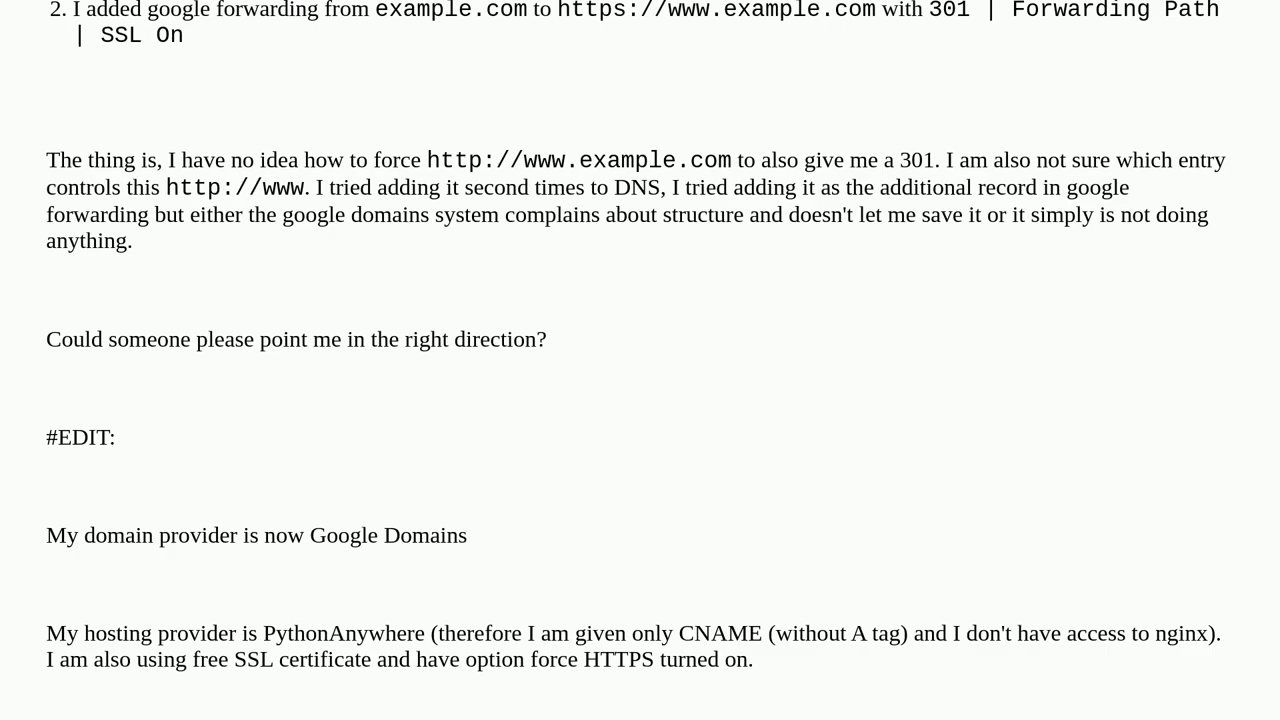 2. I added google forwarding from example.com to https://www.example.com with 301 | Forwarding Path
| SSL On
The thing is, I have no idea how to force http://www.example.com to also give me a 301. I am also not sure which entry
controls this http://www. I tried adding it second times to DNS, I tried adding it as the additional record in google
forwarding but either the google domains system complains about structure and doesn't let me save it or it simply is not doing
anything.
Could someone please point me in the right direction?
#EDIT:
My domain provider is now Google Domains
My hosting provider is PythonAnywhere (therefore I am given only CNAME (without A tag) and I don't have access to nginx).
I am also using free SSL certificate and have option force HTTPS turned on.